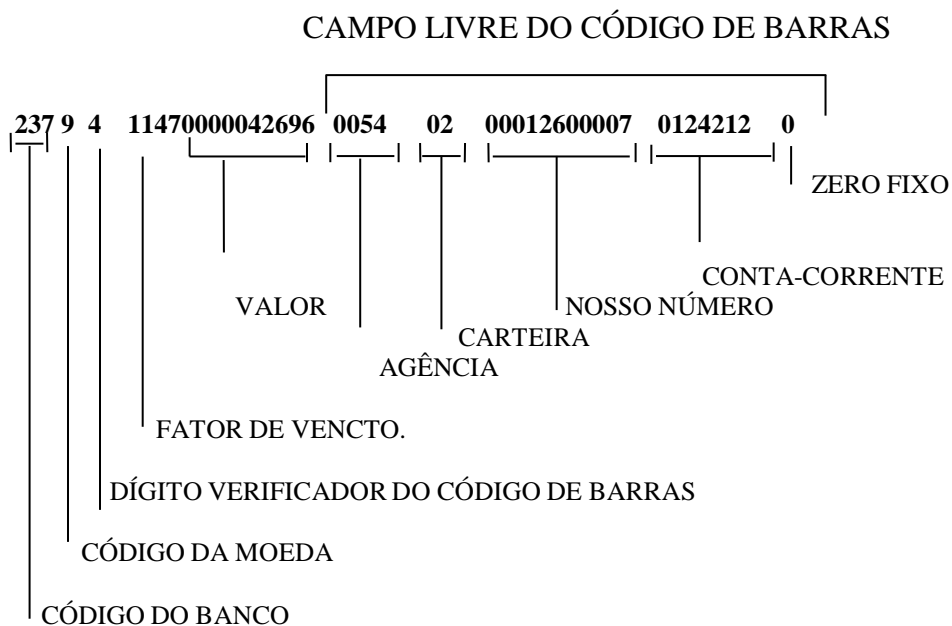 CAMPO LIVRE DO CÓDIGO DE BARRAS
237 9 4 11470000042696 0054 02 00012600007 0124212 0
ZERO FIXO
CONTA-CORRENTE
VALOR NOSSO NÚMERO
CARTEIRA
AGÊNCIA
FATOR DE VENCTO.
DÍGITO VERIFICADOR DO CÓDIGO DE BARRAS
CÓDIGO DA MOEDA
CÓDIGO DO BANCO